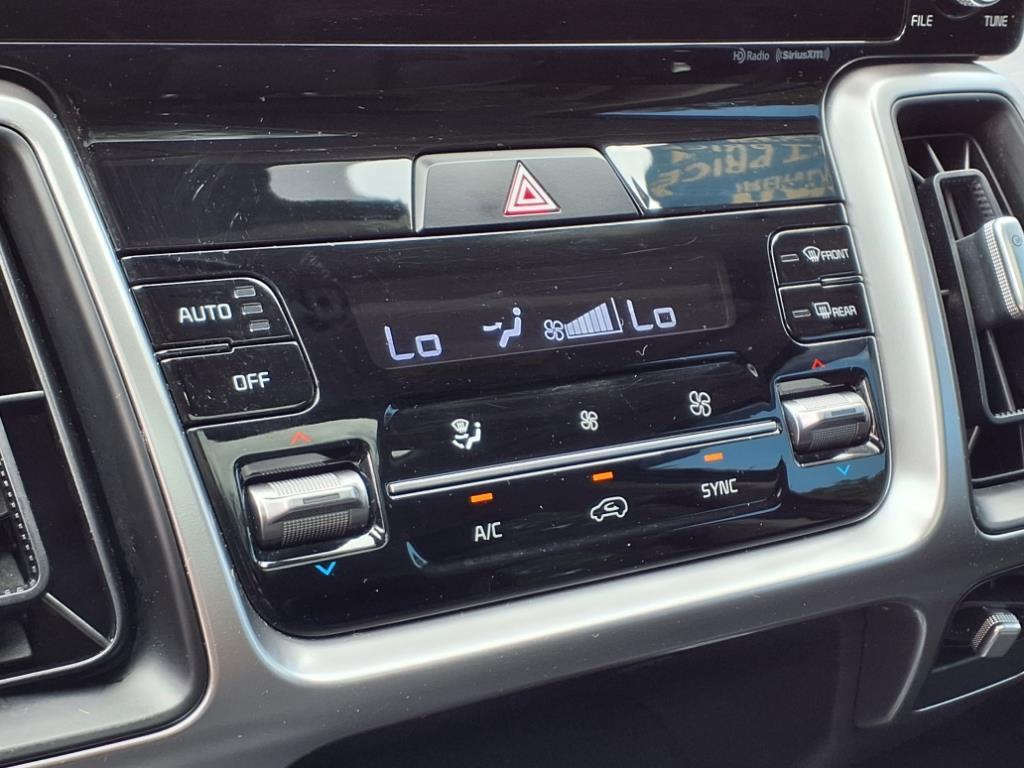 FILE TUNE
HD Radio ((SiriusXM))
FRONT
AUTO
REAR
Lo Lo
OFF
A/C SYNC